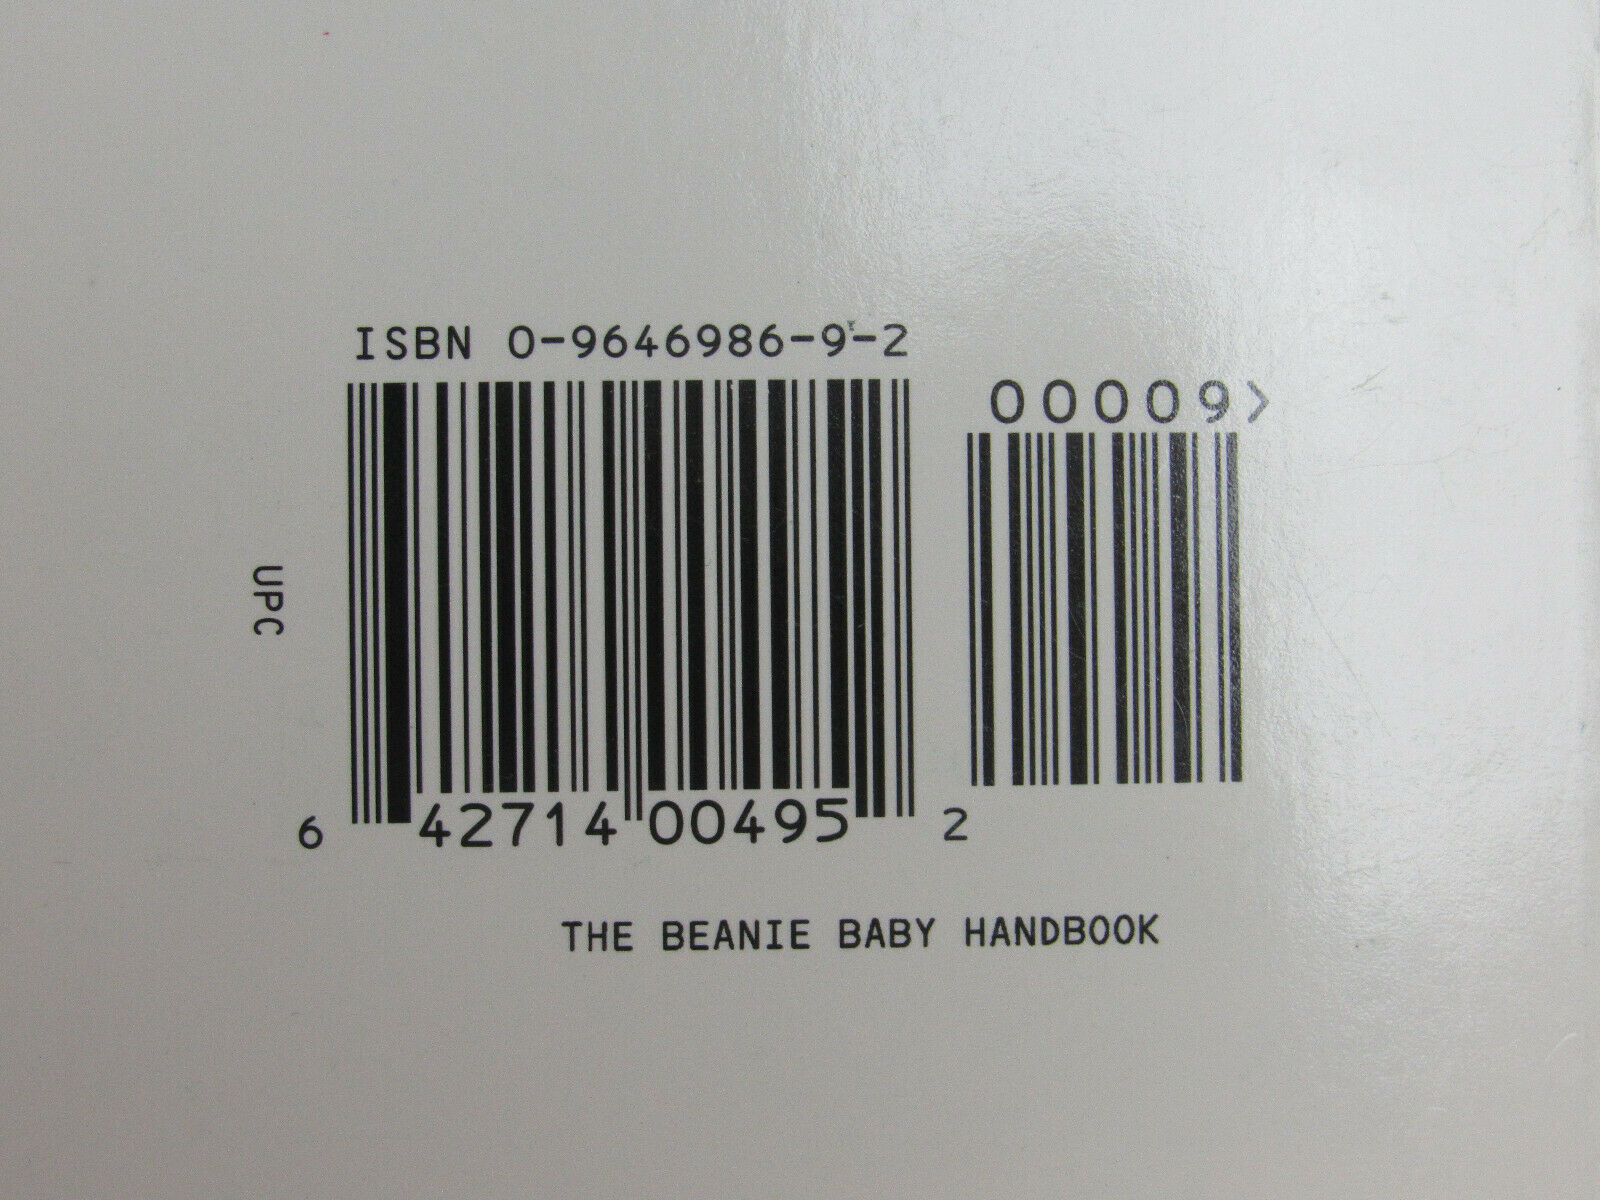 ISBN 0-9646986-9-2
00009>
UPC
6 42714 00495 2
THE BEANIE BABY HANDBOOK